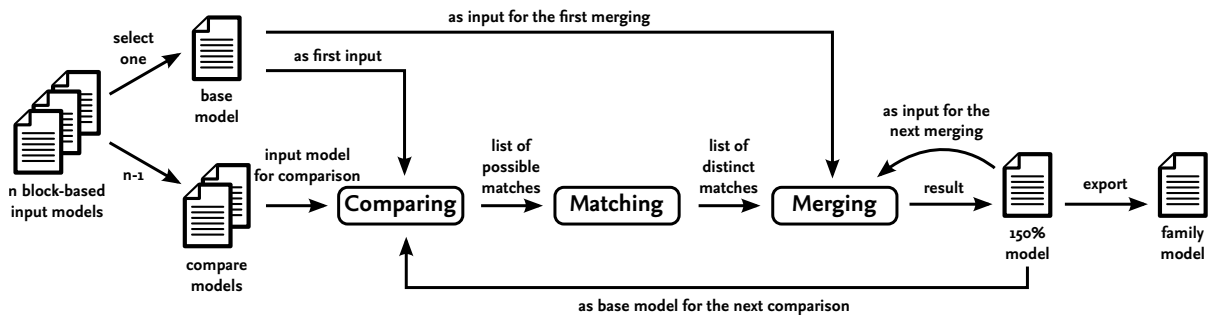 as input for the first merging
select
one
as first input
base
model
n block-based
input models
n-1
compare
models
input model
for comparison
Comparing
list of
possible
matches
Matching
list of
distinct
matches
Merging
as input for the
next merging
result
150%
model
export
family
model
as base model for the next comparison